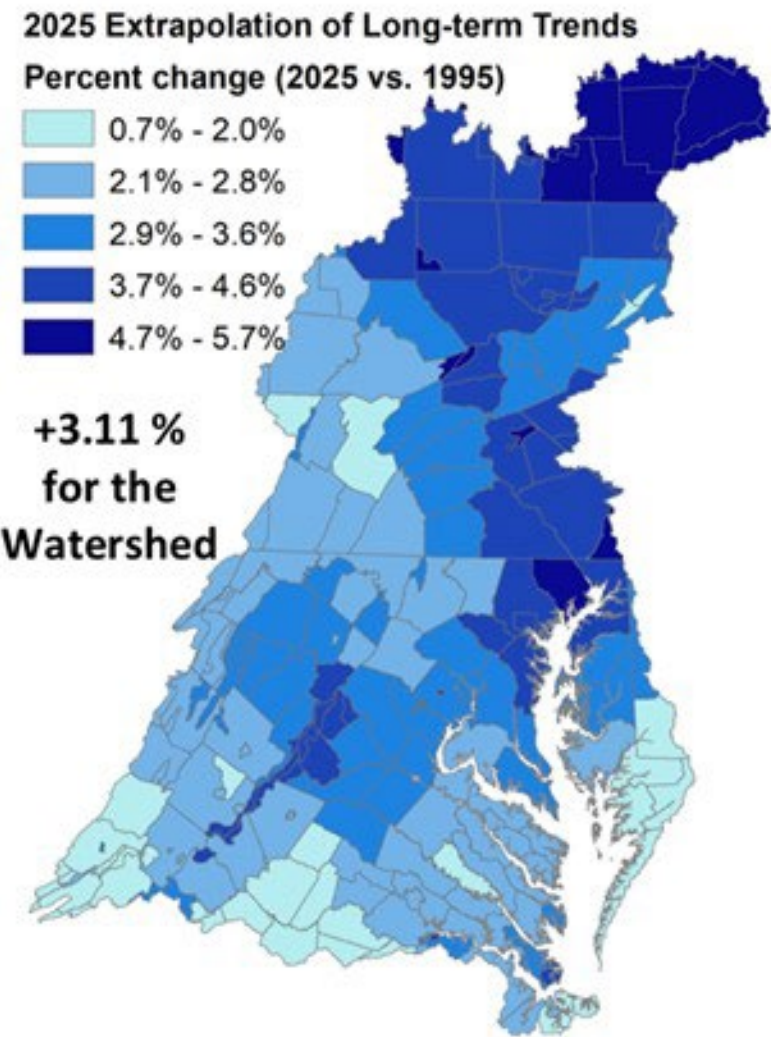 2025 Extrapolation of Long-term Trends
Percent change (2025 vs. 1995)
0.7% - 2.0%
2.1% - 2.8%
2.9% - 3.6%
3.7% - 4.6%
4.7% - 5.7%
+3.11 %
for the
Watershed